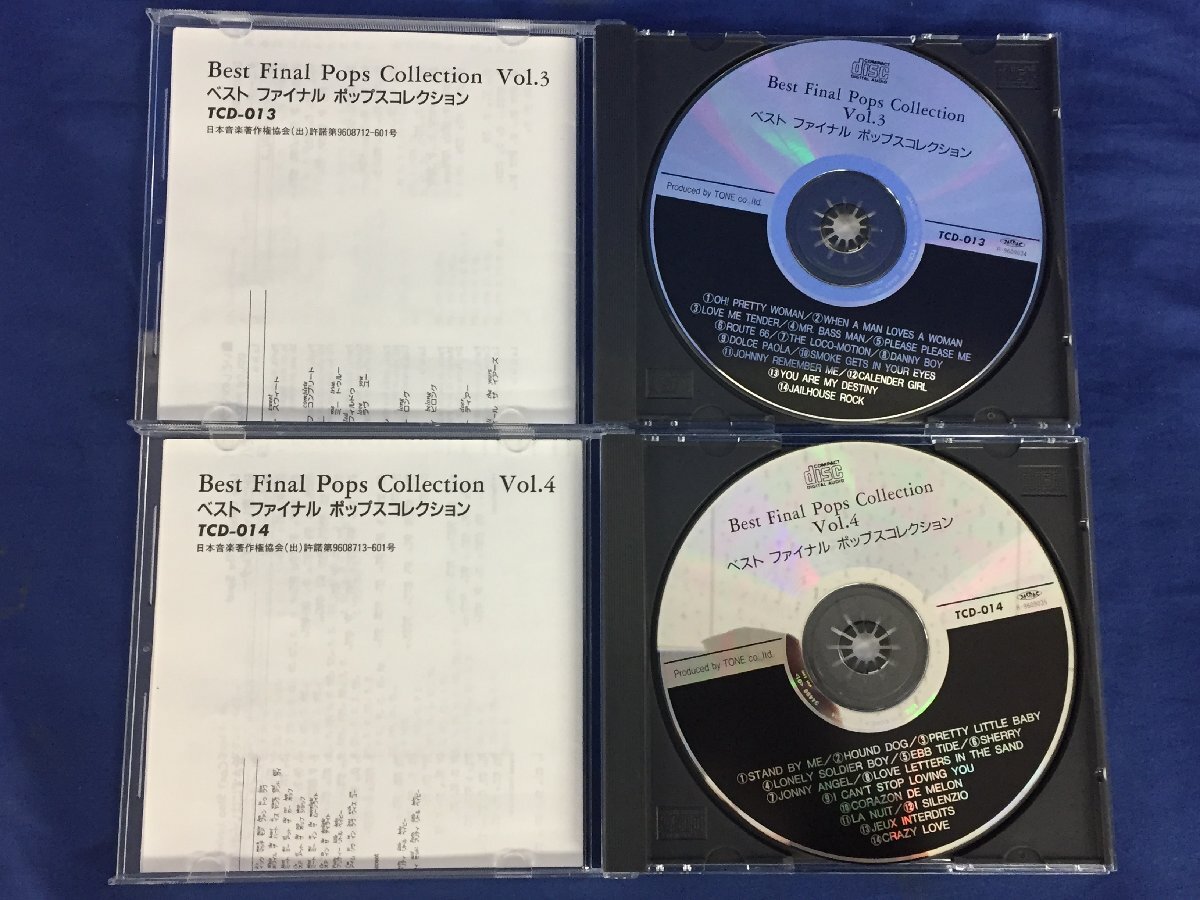 Best Final Pops Collection Vol.3
ベスト ファイナル ポップスコレクション
TCD-013
日本音楽著作権協会(出)許諾第9608712-601号
COMPACT
disc
DIGITAL AUDIO
Best Final Pops Collection
Vol.3
ベスト ファイナル ポップスコレクション
Produced by TONE co.,ltd.
TCD-013
R-9609034
①OH! PRETTY WOMAN/②WHEN A MAN LOVES A WOMAN
③LOVE ME TENDER/④MR. BASS MAN/⑤PLEASE PLEASE ME
⑥ROUTE 66/⑦THE LOCO-MOTION/⑧DANNY BOY
⑨DOLCE PAOLA/⑩SMOKE GETS IN YOUR EYES
⑪JOHNNY REMEMBER ME/⑫CALENDER GIRL
⑬YOU ARE MY DESTINY
⑭JAILHOUSE ROCK
Best Final Pops Collection Vol.4
ベスト ファイナル ポップスコレクション
TCD-014
日本音楽著作権協会(出)許諾第9608713-601号
COMPACT
disc
DIGITAL AUDIO
Best Final Pops Collection
Vol.4
ベスト ファイナル ポップスコレクション
TCD-014
Produced by TONE co.,ltd.
①STAND BY ME/②HOUND DOG/③PRETTY LITTLE BABY
④LONELY SOLDIER BOY/⑤EBB TIDE/⑥SHERRY
⑦JONNY ANGEL/⑧LOVE LETTERS IN THE SAND
⑨I CAN'T STOP LOVING YOU
⑩CORAZON DE MELON
⑪LA NUIT/⑫I SILENZIO
⑬JEUX INTERDITS
⑭CRAZY LOVE